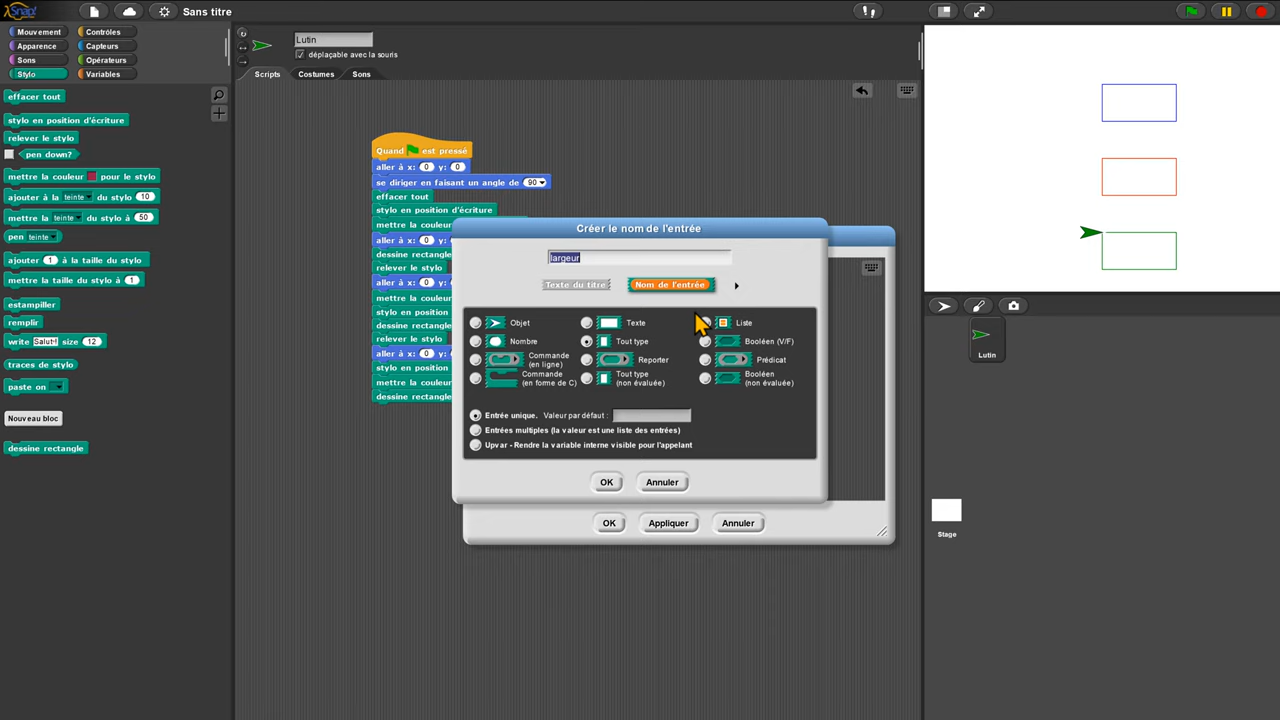 Snap!
Sans titre
Mouvement
Contrôles
Apparence
Capteurs
Sons
Opérateurs
Stylo
Variables
effacer tout
stylo en position d'écriture
relever le stylo
pen down?
mettre la couleur pour le stylo
ajouter à la teinte du stylo 10
mettre la teinte du stylo à 50
pen teinte
ajouter 1 à la taille du stylo
mettre la taille du stylo à 1
estampiller
remplir
write Salut! size 12
traces de stylo
paste on
Nouveau bloc
dessine rectangle
Lutin
déplaçable avec la souris
Scripts
Costumes
Sons
Quand est pressé
aller à x: 0 y: 0
se diriger en faisant un angle de 90
effacer tout
stylo en position d'écriture
mettre la couleur
aller à x: 0 y:
dessine rectangle
relever le stylo
aller à x: 0 y:
mettre la couleur
stylo en position
dessine rectangle
relever le stylo
aller à x: 0 y:
stylo en position
mettre la couleur
dessine rectangle
Créer le nom de l'entrée
largeur
Texte du titre
Nom de l'entrée
Objet
Texte
Liste
Nombre
Tout type
Booléen (V/F)
Commande
(en ligne)
Reporter
Prédicat
Commande
(en forme de C)
Tout type
(non évaluée)
Booléen
(non évaluée)
Entrée unique. Valeur par défaut :
Entrées multiples (la valeur est une liste des entrées)
Upvar - Rendre la variable interne visible pour l'appelant
OK
Annuler
OK
Appliquer
Annuler
Lutin
Stage